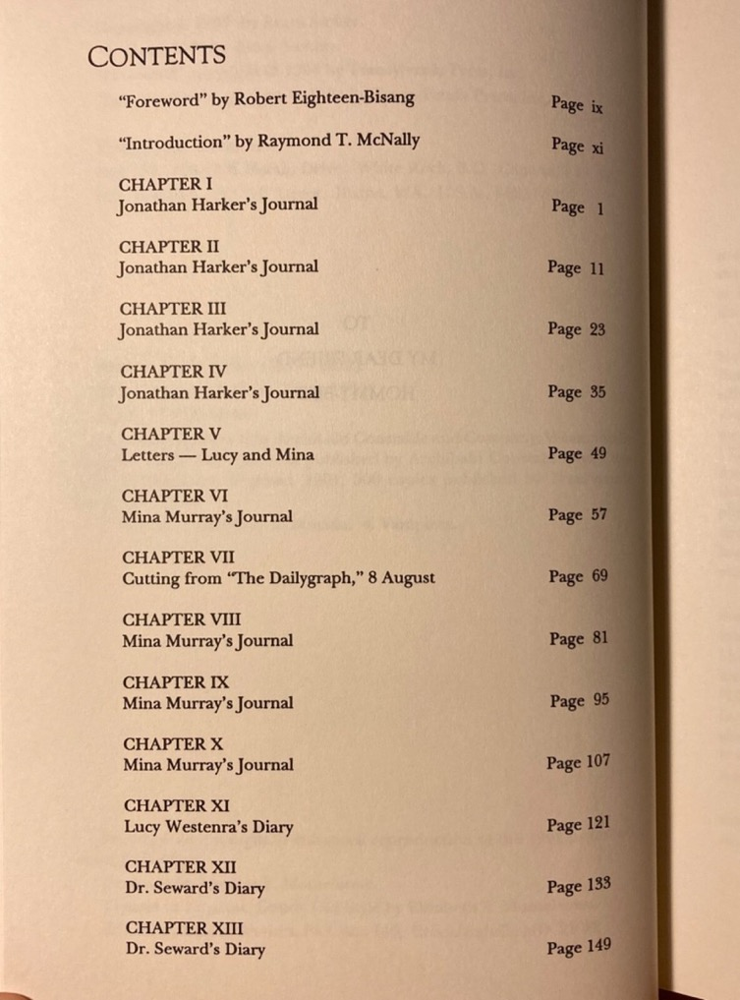 CONTENTS
“Foreword” by Robert Eighteen-Bisang Page ix
“Introduction” by Raymond T. McNally Page xi
CHAPTER I
Jonathan Harker’s Journal Page 1
CHAPTER II
Jonathan Harker’s Journal Page 11
CHAPTER III
Jonathan Harker’s Journal Page 23
CHAPTER IV
Jonathan Harker’s Journal Page 35
CHAPTER V
Letters — Lucy and Mina Page 49
CHAPTER VI
Mina Murray’s Journal Page 57
CHAPTER VII
Cutting from “The Dailygraph,” 8 August Page 69
CHAPTER VIII
Mina Murray’s Journal Page 81
CHAPTER IX
Mina Murray’s Journal Page 95
CHAPTER X
Mina Murray’s Journal Page 107
CHAPTER XI
Lucy Westenra’s Diary Page 121
CHAPTER XII
Dr. Seward’s Diary Page 133
CHAPTER XIII
Dr. Seward’s Diary Page 149